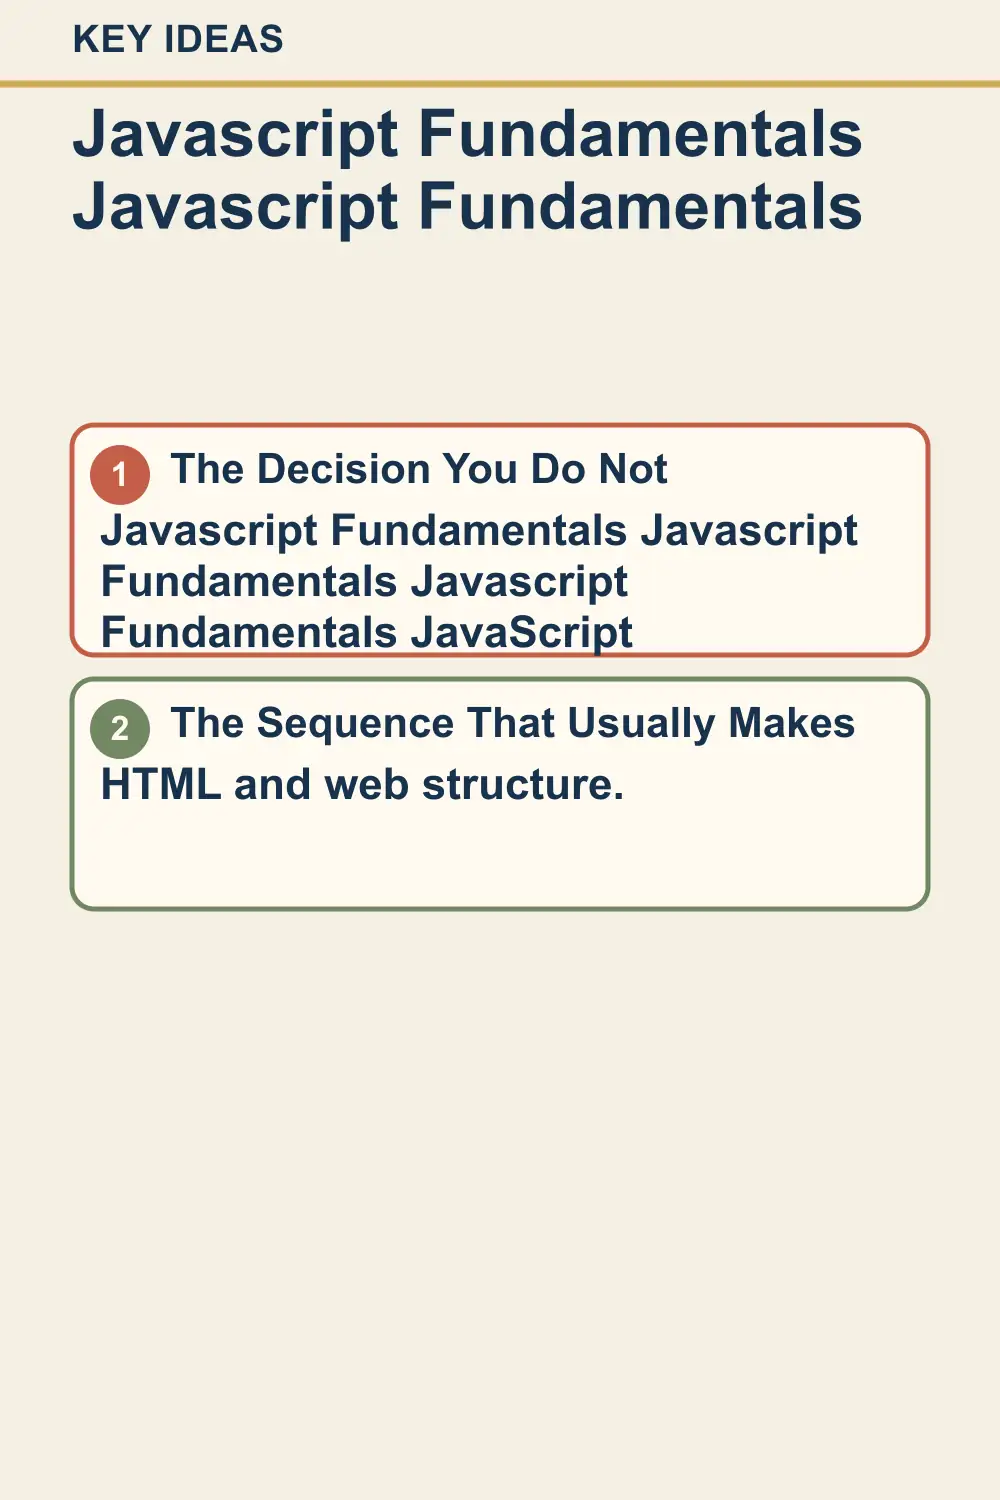 KEY IDEAS
Javascript Fundamentals
Javascript Fundamentals
1 The Decision You Do Not
Javascript Fundamentals Javascript
Fundamentals Javascript
Fundamentals JavaScript
2 The Sequence That Usually Makes
HTML and web structure.